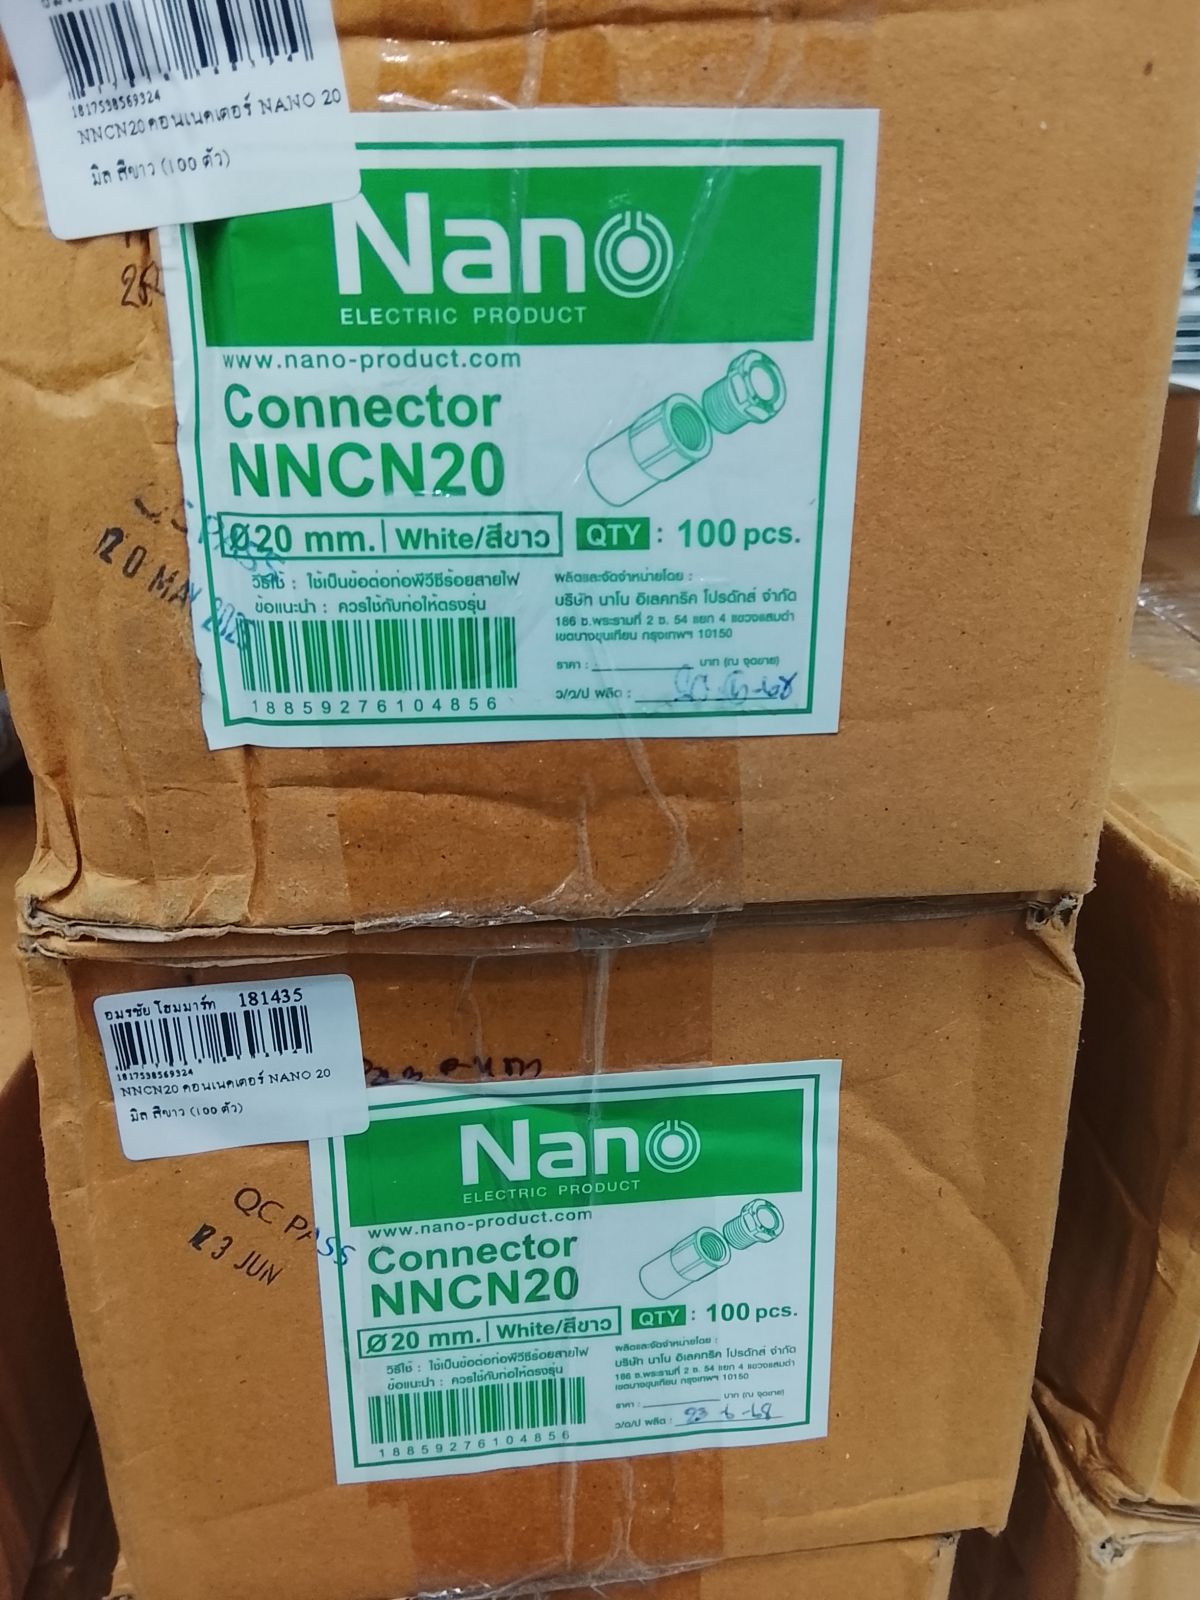 1817598569324
NNCN20คอนเนคเตอร์ NANO 20
มิล สีขาว (100 ตัว)
Nano
ELECTRIC PRODUCT
www.nano-product.com
Connector
NNCN20
Ø20 mm. White/สีขาว QTY : 100 pcs.
20 MAY
วิธีใช้ : ใช้เป็นข้อต่อท่อพีวีซีร้อยสายไฟ
ข้อแนะนำ : ควรใช้กับท่อให้ตรงรุ่น
ผลิตและจัดจำหน่ายโดย :
บริษัท นาโน อิเลคทริค โปรดักส์ จำกัด
186 ซ.พระรามที่ 2 ซ. 54 แยก 4 แขวงแสมดำ
เขตบางขุนเทียน กรุงเทพฯ 10150
ราคา : บาท (ณ จุดขาย)
ว/ด/ป ผลิต :
18859276104856
อมรชัย โฮมมาร์ท 181435
1817598569324
NNCN20 คอนเนคเตอร์ NANO 20
มิล สีขาว (100 ตัว)
QC PASS
23 JUN
Nano
ELECTRIC PRODUCT
www.nano-product.com
Connector
NNCN20
Ø20 mm. White/สีขาว QTY : 100 pcs.
วิธีใช้ : ใช้เป็นข้อต่อท่อพีวีซีร้อยสายไฟ
ข้อแนะนำ : ควรใช้กับท่อให้ตรงรุ่น
ผลิตและจัดจำหน่ายโดย :
บริษัท นาโน อิเลคทริค โปรดักส์ จำกัด
186 ซ.พระรามที่ 2 ซ. 54 แยก 4 แขวงแสมดำ
เขตบางขุนเทียน กรุงเทพฯ 10150
ราคา : บาท (ณ จุดขาย)
ว/ด/ป ผลิต : 23-6-68
18859276104856